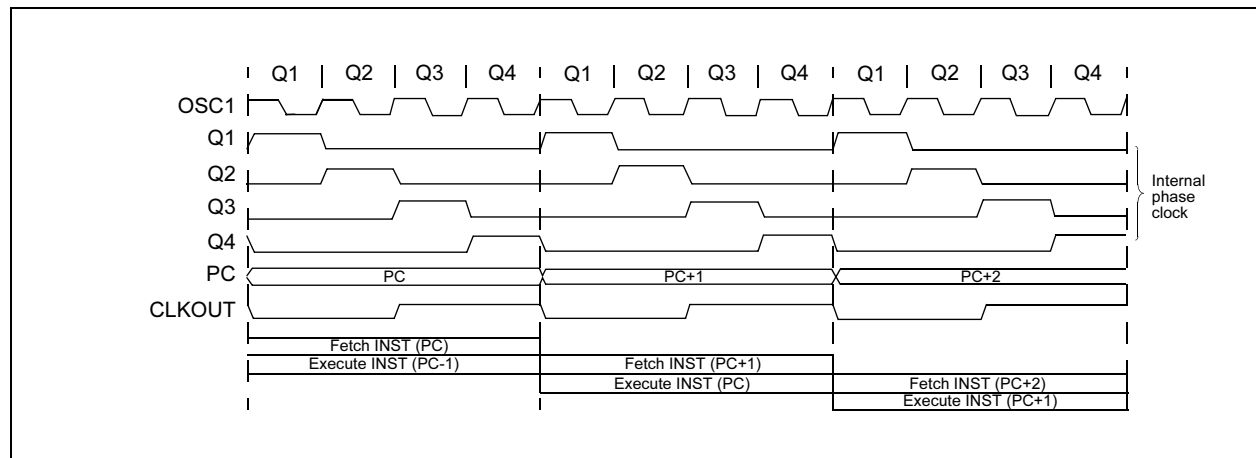 Q1 Q2 Q3 Q4 Q1 Q2 Q3 Q4 Q1 Q2 Q3 Q4
OSC1
Q1
Q2
Q3
Q4
PC
CLKOUT
Internal
phase
clock
PC PC+1 PC+2
Fetch INST (PC)
Execute INST (PC-1) Fetch INST (PC+1)
Execute INST (PC) Fetch INST (PC+2)
Execute INST (PC+1)